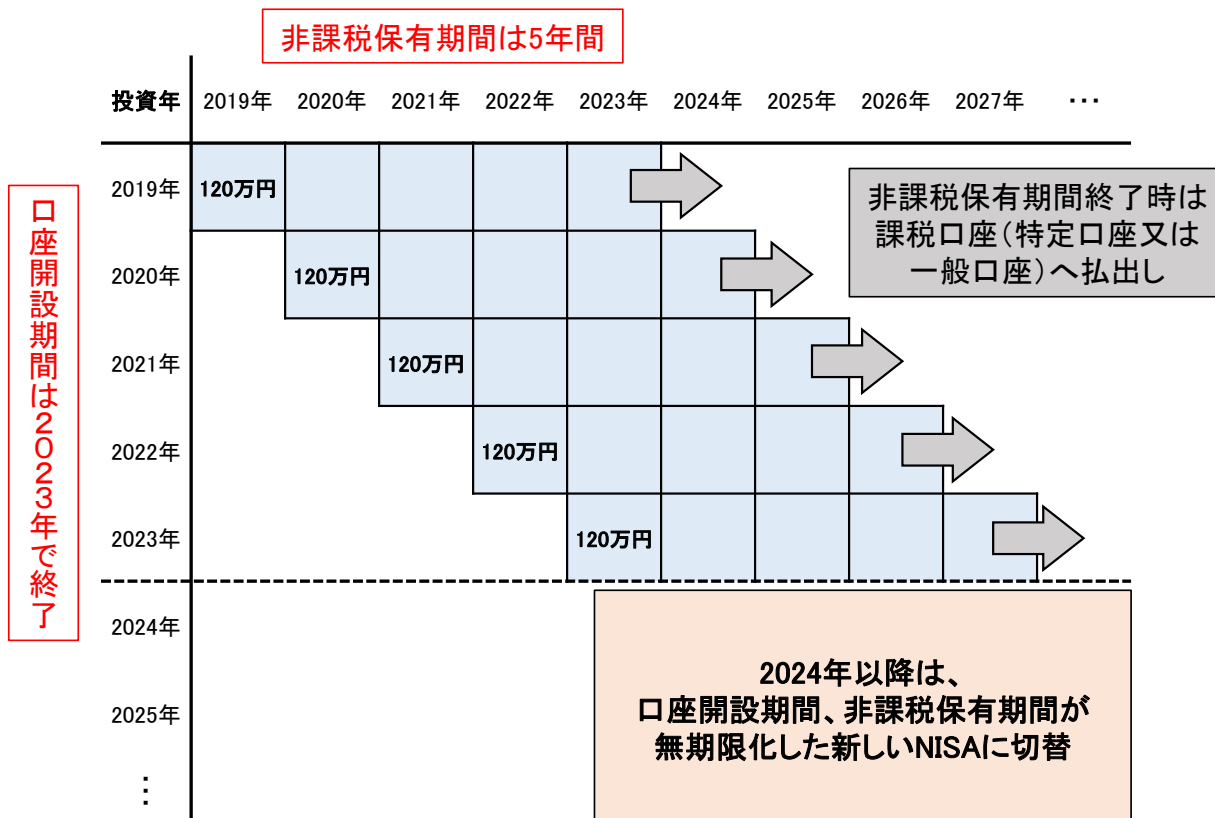 非課税保有期間は5年間
投資年 2019年 2020年 2021年 2022年 2023年 2024年 2025年 2026年 2027年 …
口座開設期間は2023年で終了
2019年 120万円
非課税保有期間終了時は
課税口座(特定口座又は
一般口座)へ払出し
2020年 120万円
2021年 120万円
2022年 120万円
2023年 120万円
2024年
2025年
…
2024年以降は、
口座開設期間、非課税保有期間が
無期限化した新しいNISAに切替